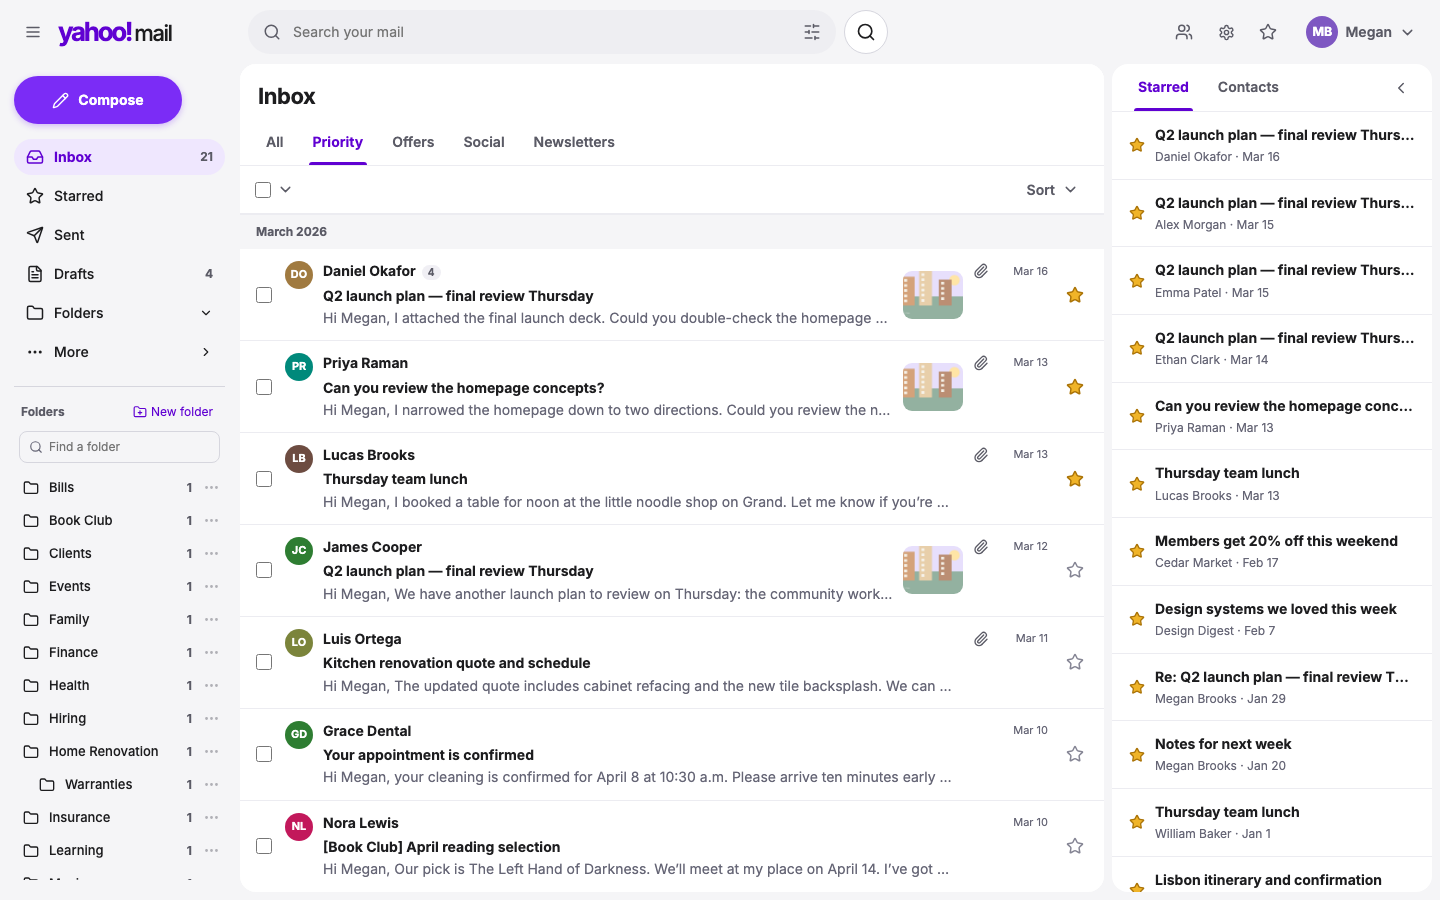 yahoo!mail
Search your mail
MB Megan
Compose
Inbox 21
Starred
Sent
Drafts 4
Folders
More
Folders New folder
Find a folder
Bills 1
Book Club 1
Clients 1
Events 1
Family 1
Finance 1
Health 1
Hiring 1
Home Renovation 1
Warranties 1
Insurance 1
Learning 1
Inbox
All Priority Offers Social Newsletters
Sort
March 2026
DO Daniel Okafor 4 Mar 16
Q2 launch plan — final review Thursday
Hi Megan, I attached the final launch deck. Could you double-check the homepage ...
PR Priya Raman Mar 13
Can you review the homepage concepts?
Hi Megan, I narrowed the homepage down to two directions. Could you review the n...
LB Lucas Brooks Mar 13
Thursday team lunch
Hi Megan, I booked a table for noon at the little noodle shop on Grand. Let me know if you're ...
JC James Cooper Mar 12
Q2 launch plan — final review Thursday
Hi Megan, We have another launch plan to review on Thursday: the community work...
LO Luis Ortega Mar 11
Kitchen renovation quote and schedule
Hi Megan, The updated quote includes cabinet refacing and the new tile backsplash. We can ...
GD Grace Dental Mar 10
Your appointment is confirmed
Hi Megan, your cleaning is confirmed for April 8 at 10:30 a.m. Please arrive ten minutes early ...
NL Nora Lewis Mar 10
[Book Club] April reading selection
Hi Megan, Our pick is The Left Hand of Darkness. We'll meet at my place on April 14. I've got ...
Starred Contacts
Q2 launch plan — final review Thurs...
Daniel Okafor · Mar 16
Q2 launch plan — final review Thurs...
Alex Morgan · Mar 15
Q2 launch plan — final review Thurs...
Emma Patel · Mar 15
Q2 launch plan — final review Thurs...
Ethan Clark · Mar 14
Can you review the homepage conc...
Priya Raman · Mar 13
Thursday team lunch
Lucas Brooks · Mar 13
Members get 20% off this weekend
Cedar Market · Feb 17
Design systems we loved this week
Design Digest · Feb 7
Re: Q2 launch plan — final review T...
Megan Brooks · Jan 29
Notes for next week
Megan Brooks · Jan 20
Thursday team lunch
William Baker · Jan 1
Lisbon itinerary and confirmation